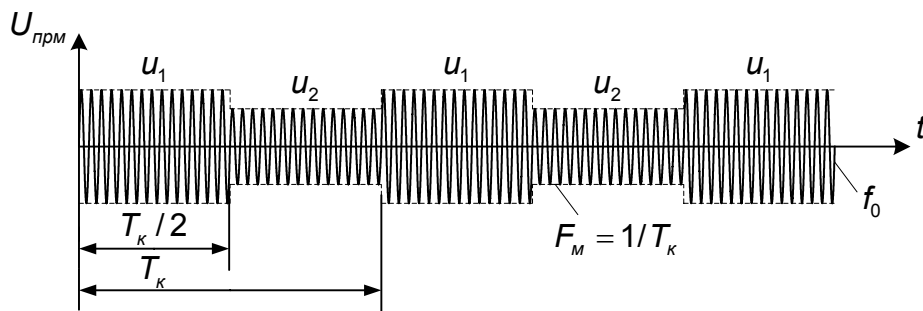 U_прм
u_1 u_2 u_1 u_2 u_1
t
f_0
T_к / 2
F_м = 1/T_к
T_к